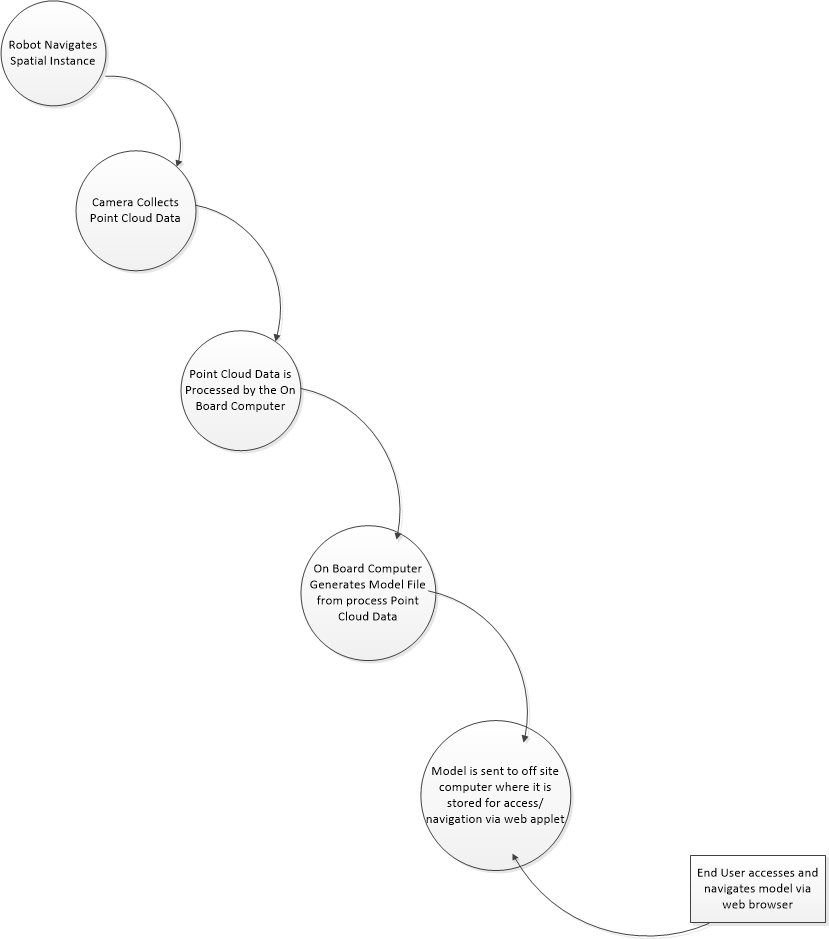 Robot Navigates
Spatial Instance
Camera Collects
Point Cloud Data
Point Cloud Data is
Processed by the On
Board Computer
On Board Computer
Generates Model File
from process Point
Cloud Data
Model is sent to off site
computer where it is
stored for access/
navigation via web applet
End User accesses and
navigates model via
web browser